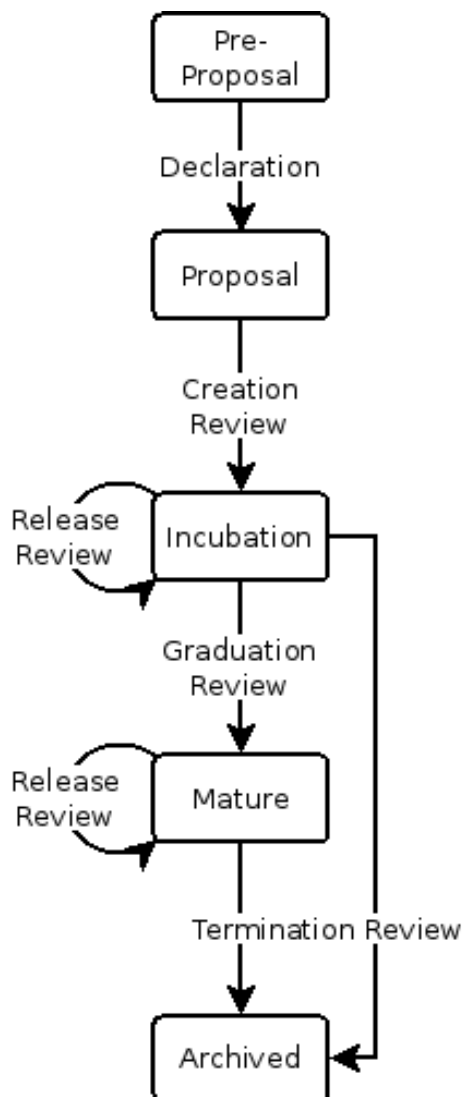 Pre-
Proposal
Declaration
Proposal
Creation
Review
Release
Review
Incubation
Graduation
Review
Release
Review
Mature
Termination Review
Archived